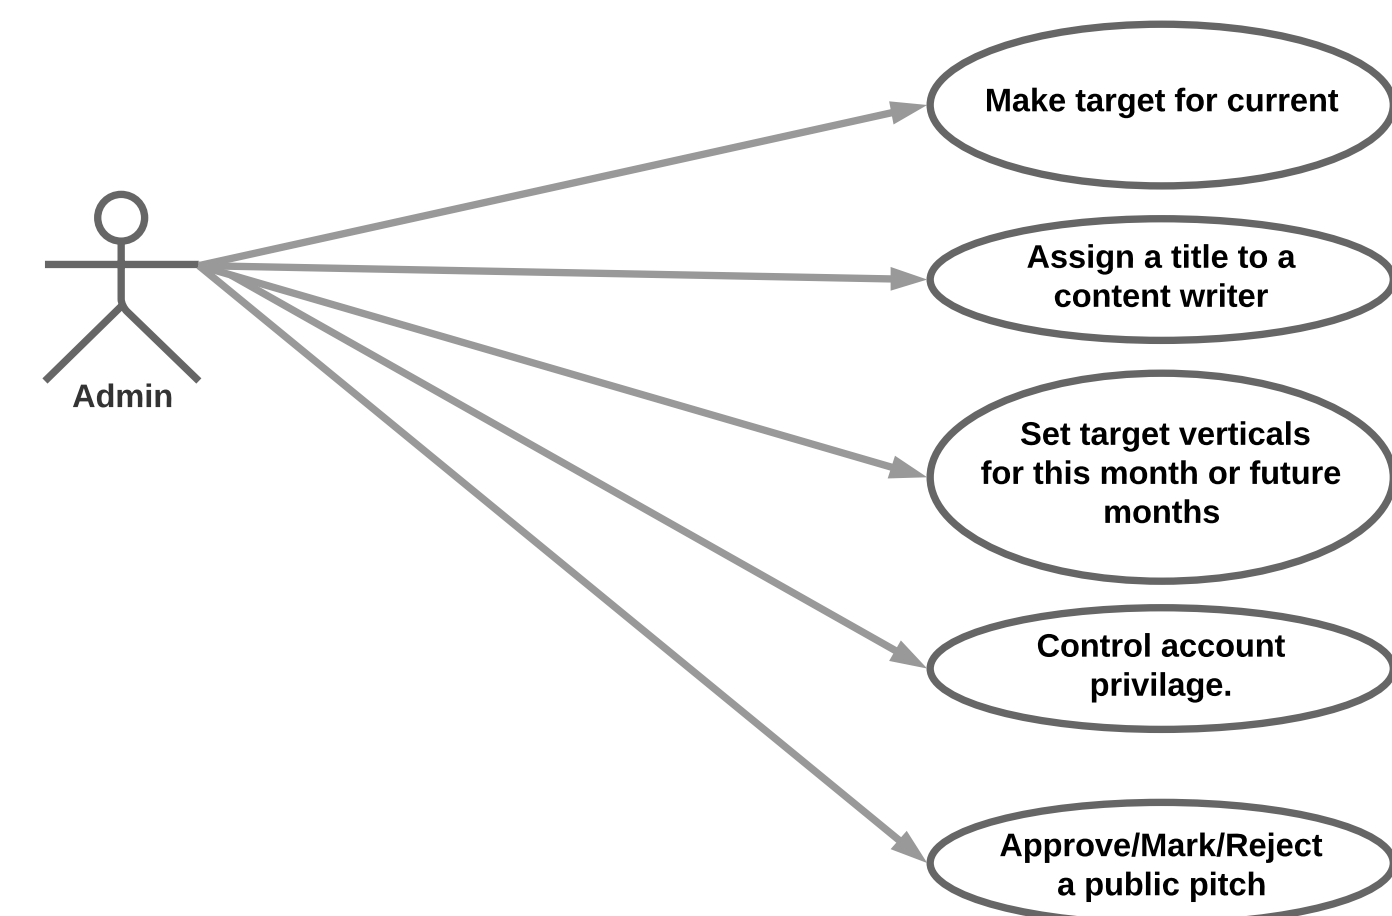 Make target for current
Assign a title to a
content writer
Admin
Set target verticals
for this month or future
months
Control account
privilage.
Approve/Mark/Reject
a public pitch